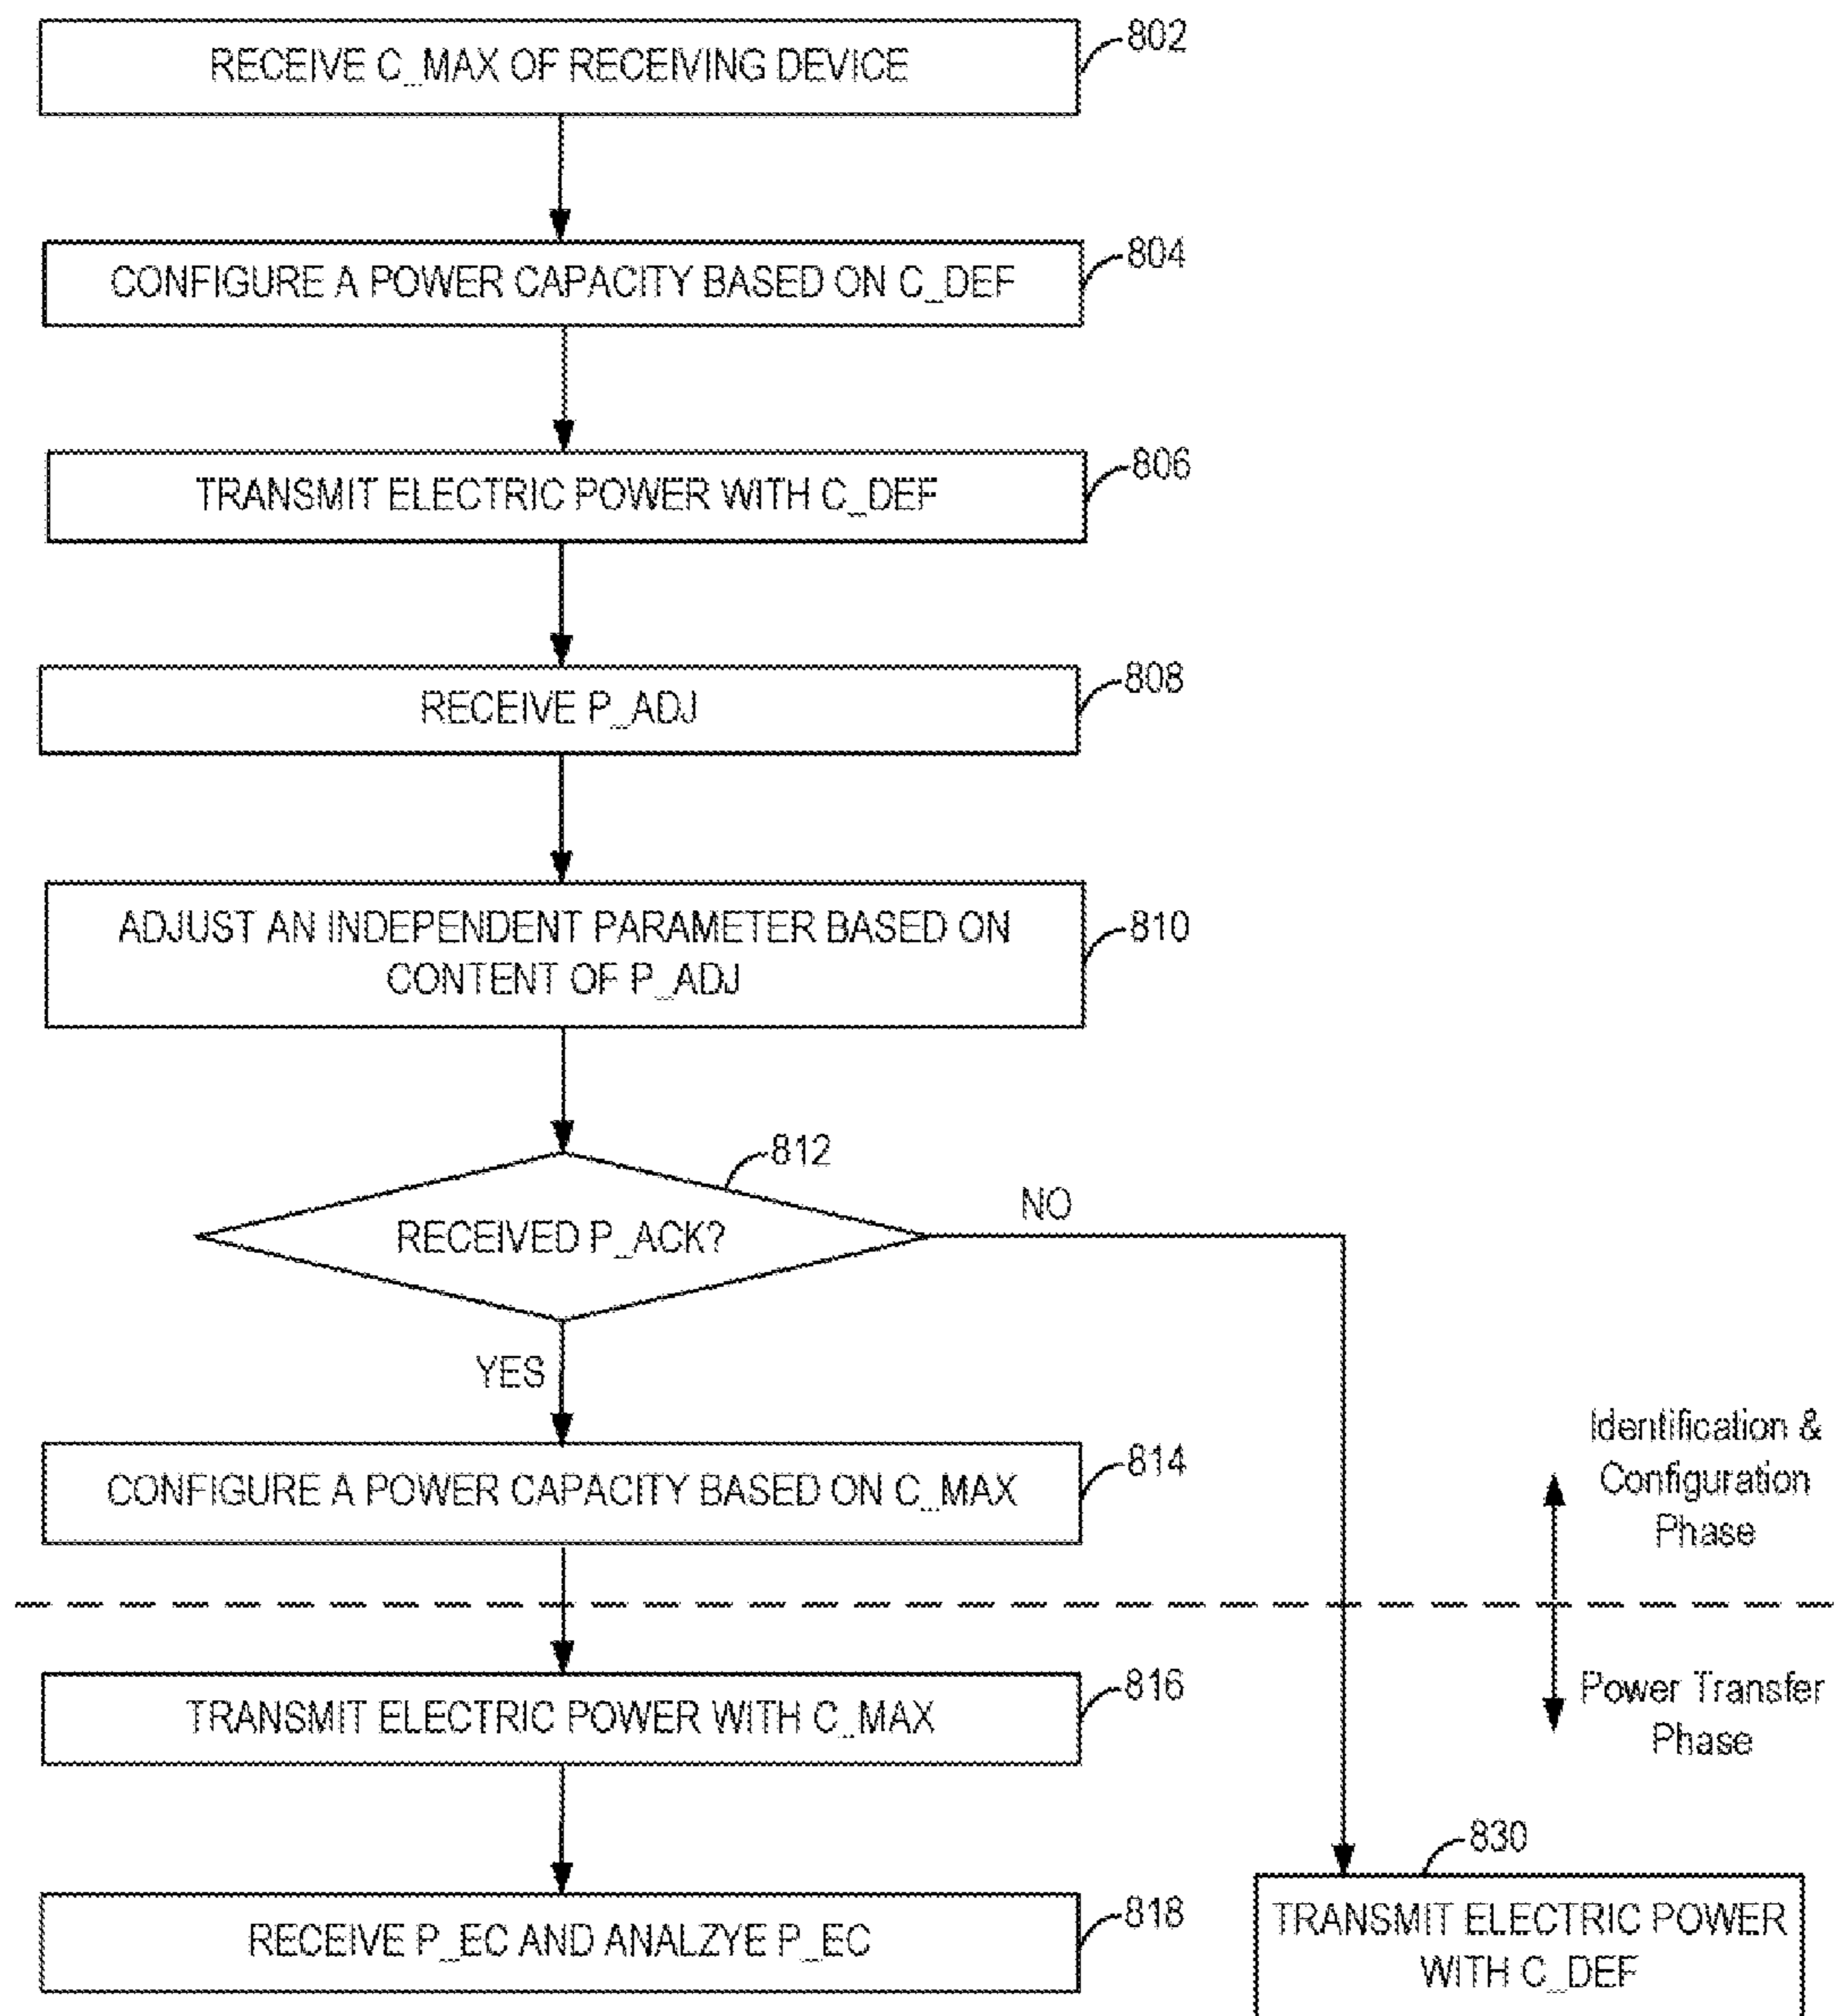 RECEIVE C_MAX OF RECEIVING DEVICE
802
CONFIGURE A POWER CAPACITY BASED ON C_DEF
804
TRANSMIT ELECTRIC POWER WITH C_DEF
806
RECEIVE P_ADJ
808
ADJUST AN INDEPENDENT PARAMETER BASED ON
CONTENT OF P_ADJ
810
812
RECEIVED P_ACK?
NO
YES
CONFIGURE A POWER CAPACITY BASED ON C_MAX
814
Identification &
Configuration
Phase
TRANSMIT ELECTRIC POWER WITH C_MAX
816
Power Transfer
Phase
RECEIVE P_EC AND ANALZYE P_EC
818
830
TRANSMIT ELECTRIC POWER
WITH C_DEF